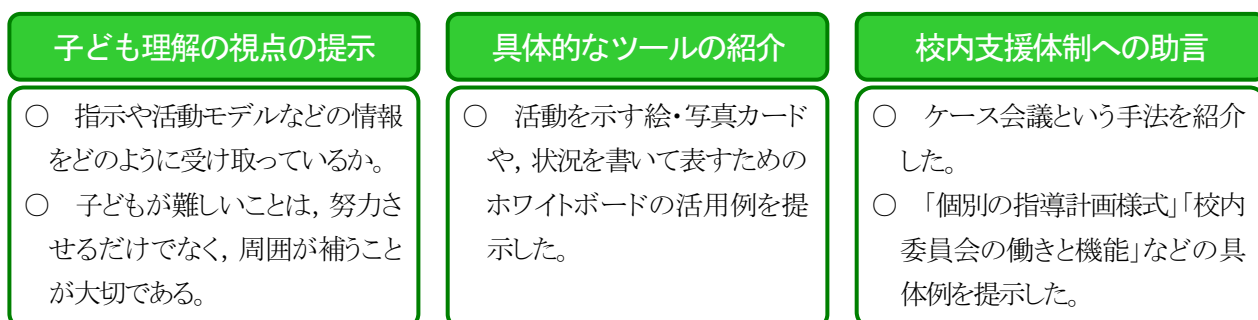 子ども理解の視点の提示
○　指示や活動モデルなどの情報
をどのように受け取っているか。
○　子どもが難しいことは，努力さ
せるだけでなく，周囲が補うこと
が大切である。
具体的なツールの紹介
○　活動を示す絵・写真カード
や，状況を書いて表すための
ホワイトボードの活用例を提
示した。
校内支援体制への助言
○　ケース会議という手法を紹介
した。
○　「個別の指導計画様式」「校内
委員会の働きと機能」などの具
体例を提示した。